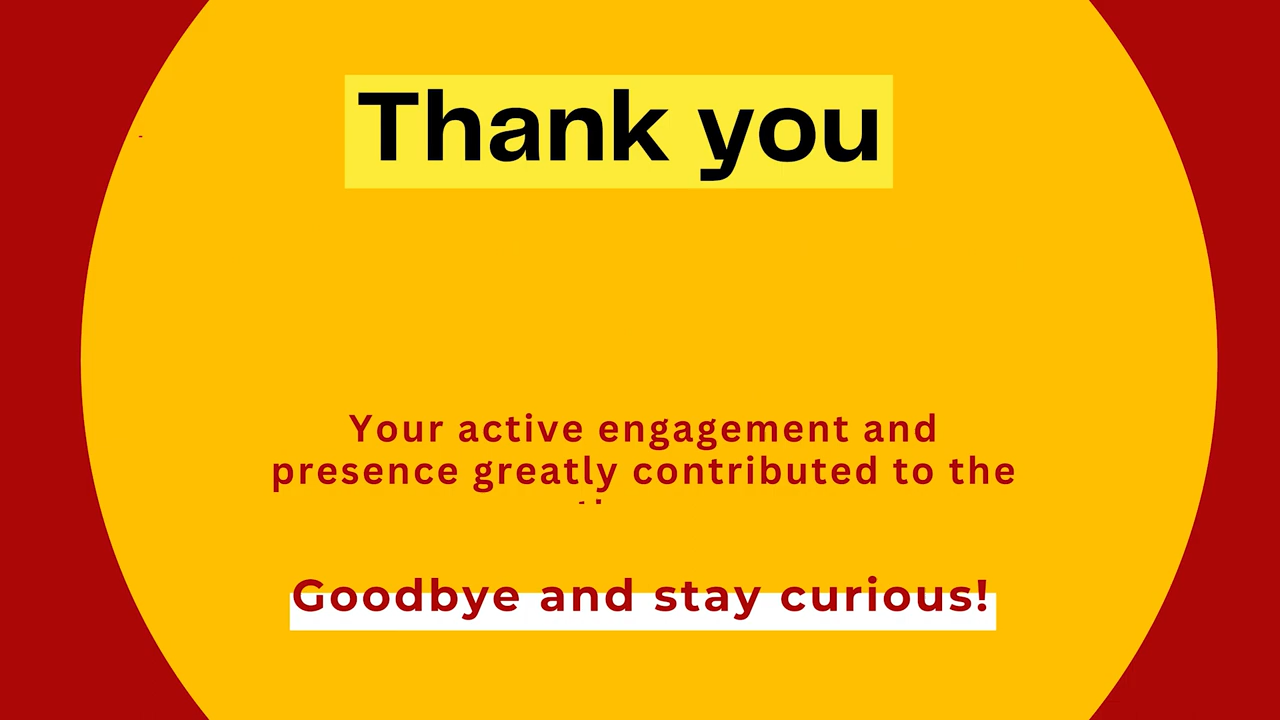 Thank you
Your active engagement and
presence greatly contributed to the
Goodbye and stay curious!